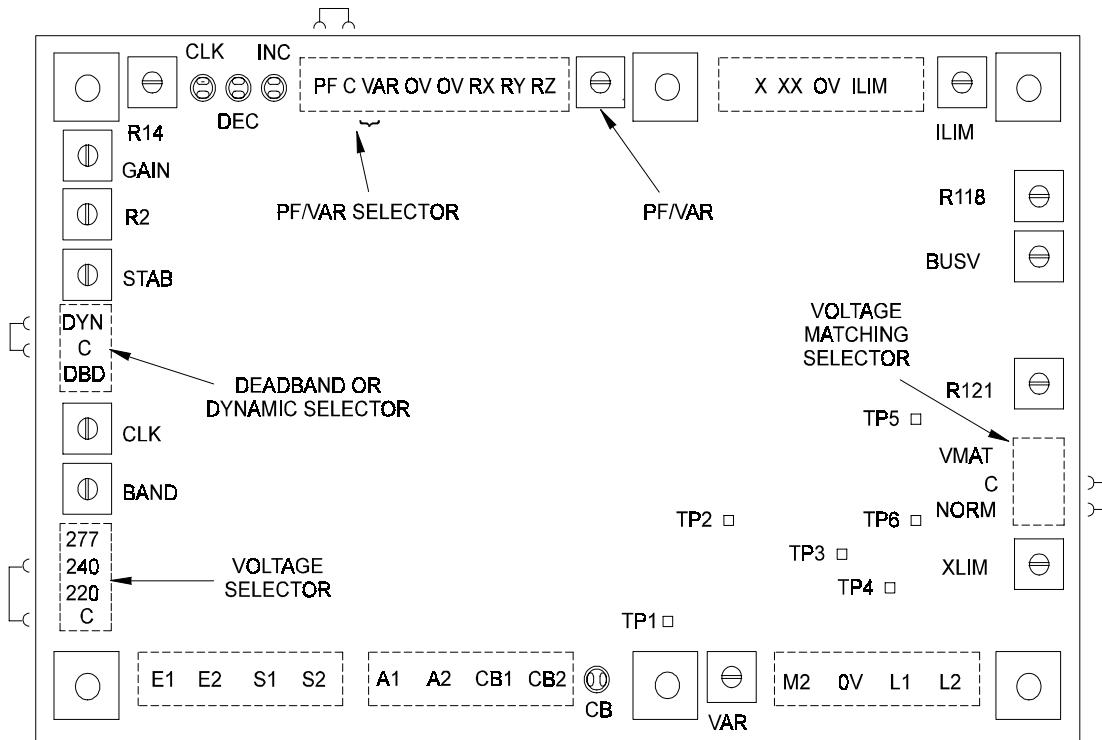 CLK INC
DEC
PF C VAR OV OV RX RY RZ
X XX OV ILIM
R14
GAIN
ILIM
R2
PF/VAR SELECTOR
PF/VAR
R118
BUSV
STAB
DYN
C
DBD
DEADBAND OR
DYNAMIC SELECTOR
VOLTAGE
MATCHING
SELECTOR
R121
CLK
TP5
VMAT
C
NORM
BAND
TP2
TP6
277
240
220
C
VOLTAGE
SELECTOR
TP3
TP4
XLIM
TP1
E1 E2 S1 S2
A1 A2 CB1 CB2
CB
VAR
M2 0V L1 L2